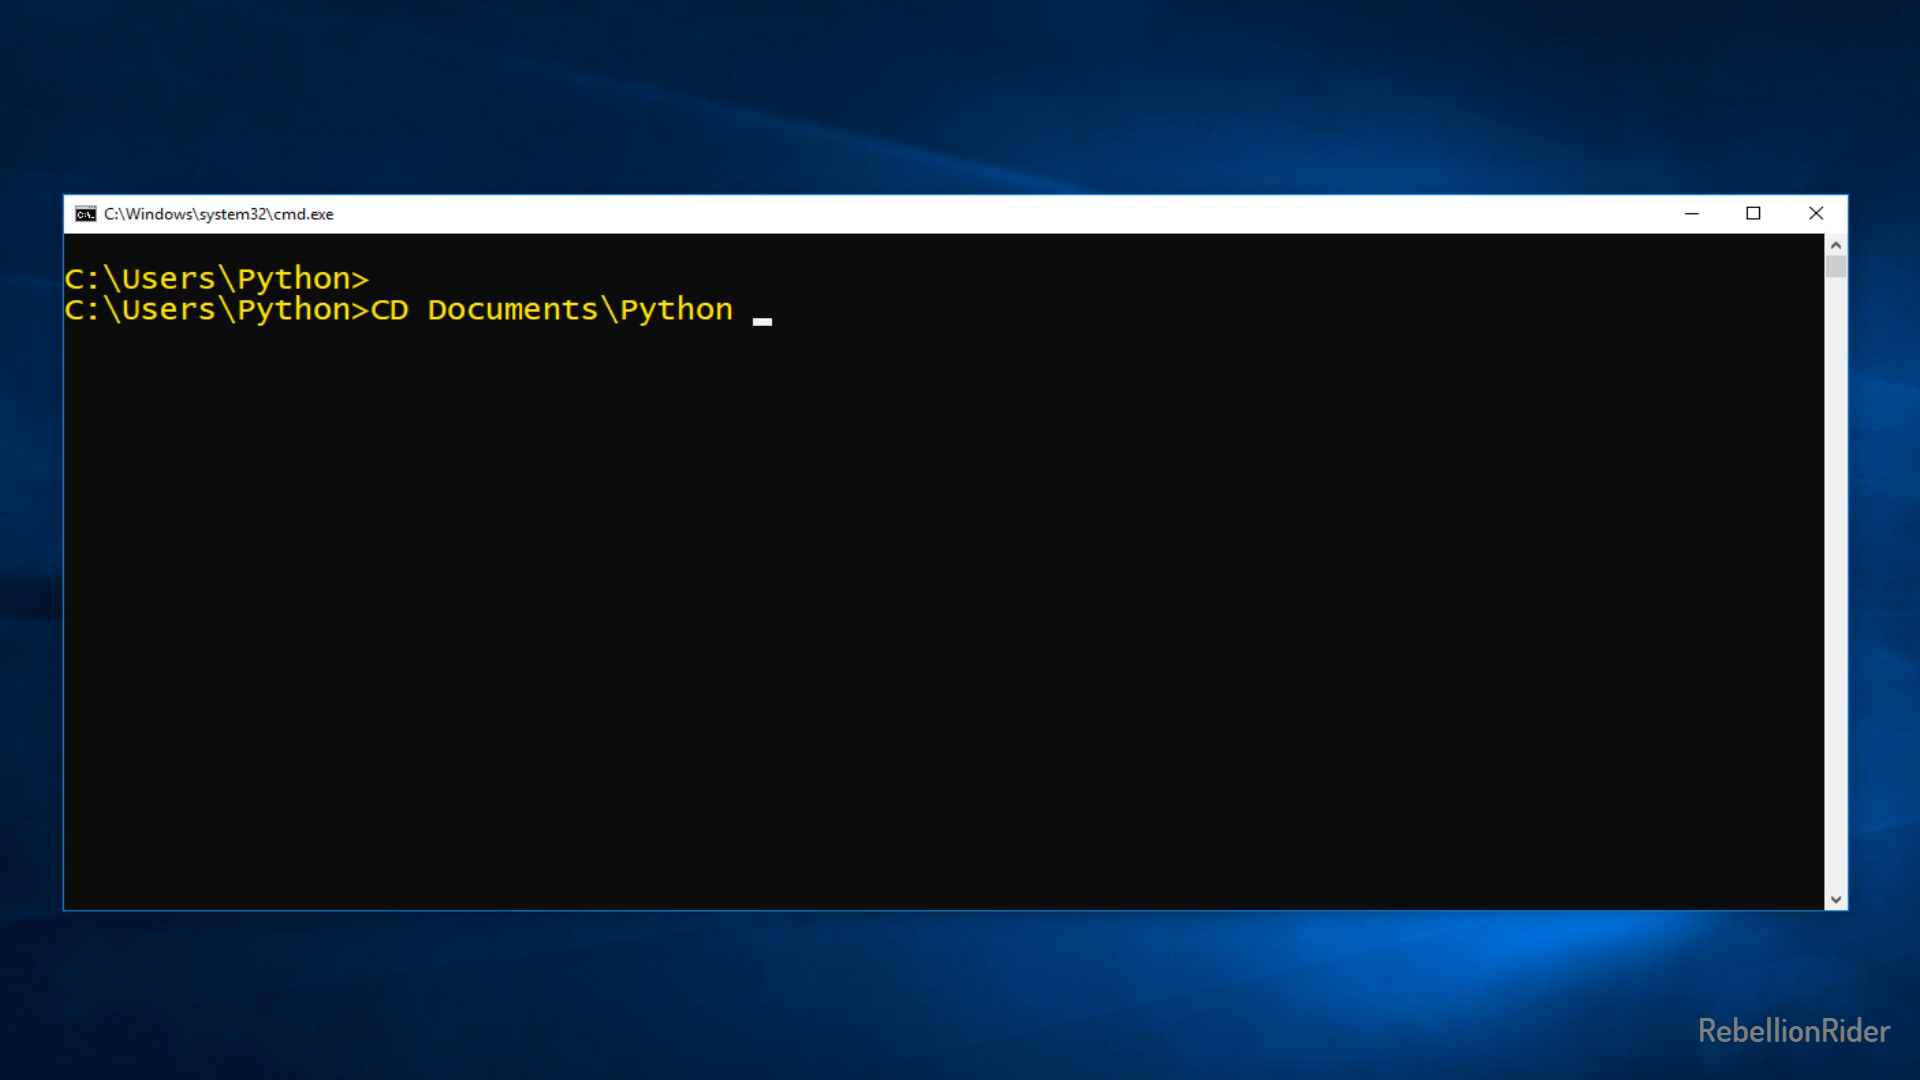 C:\Windows\system32\cmd.exe
C:\Users\Python>
C:\Users\Python>CD Documents\Python
RebellionRider